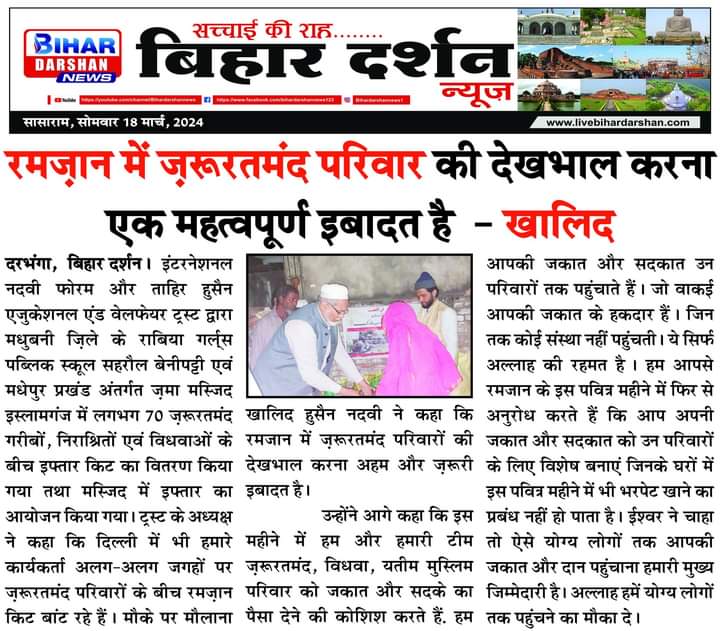 सच्चाई की राह........
BIHAR
DARSHAN
NEWS
बिहार दर्शन
न्यूज़
YouTube https://youtube.com/channel/Bihardarshannews
https://www.facebook.com/bihardarshannews123
Bihardarshannews1
सासाराम, सोमवार 18 मार्च, 2024
www.livebihardarshan.com
रमज़ान में ज़रूरतमंद परिवार की देखभाल करना
एक महत्वपूर्ण इबादत है - खालिद
दरभंगा, बिहार दर्शन। इंटरनेशनल
नदवी फोरम और ताहिर हुसैन
एजुकेशनल एंड वेलफेयर ट्रस्ट द्वारा
मधुबनी ज़िले के राबिया गर्ल्स
पब्लिक स्कूल सहरौल बेनीपट्टी एवं
मधेपुर प्रखंड अंतर्गत ज़मा मस्जिद
इस्लामगंज में लगभग 70 ज़रूरतमंद
गरीबों, निराश्रितों एवं विधवाओं के
बीच इफ्तार किट का वितरण किया
गया तथा मस्जिद में इफ्तार का
आयोजन किया गया। ट्रस्ट के अध्यक्ष
ने कहा कि दिल्ली में भी हमारे
कार्यकर्ता अलग-अलग जगहों पर
ज़रूरतमंद परिवारों के बीच रमज़ान
किट बांट रहे हैं। मौके पर मौलाना
खालिद हुसैन नदवी ने कहा कि
रमजान में ज़रूरतमंद परिवारों की
देखभाल करना अहम और ज़रूरी
इबादत है।
उन्होंने आगे कहा कि इस
महीने में हम और हमारी टीम
ज़रूरतमंद, विधवा, यतीम मुस्लिम
परिवार को जकात और सदके का
पैसा देने की कोशिश करते हैं. हम
आपकी जकात और सदकात उन
परिवारों तक पहुंचाते हैं। जो वाकई
आपकी जकात के हकदार हैं। जिन
तक कोई संस्था नहीं पहुंचती। ये सिर्फ
अल्लाह की रहमत है। हम आपसे
रमजान के इस पवित्र महीने में फिर से
अनुरोध करते हैं कि आप अपनी
जकात और सदकात को उन परिवारों
के लिए विशेष बनाएं जिनके घरों में
इस पवित्र महीने में भी भरपेट खाने का
प्रबंध नहीं हो पाता है। ईश्वर ने चाहा
तो ऐसे योग्य लोगों तक आपकी
जकात और दान पहुंचाना हमारी मुख्य
जिम्मेदारी है। अल्लाह हमें योग्य लोगों
तक पहुंचने का मौका दे।